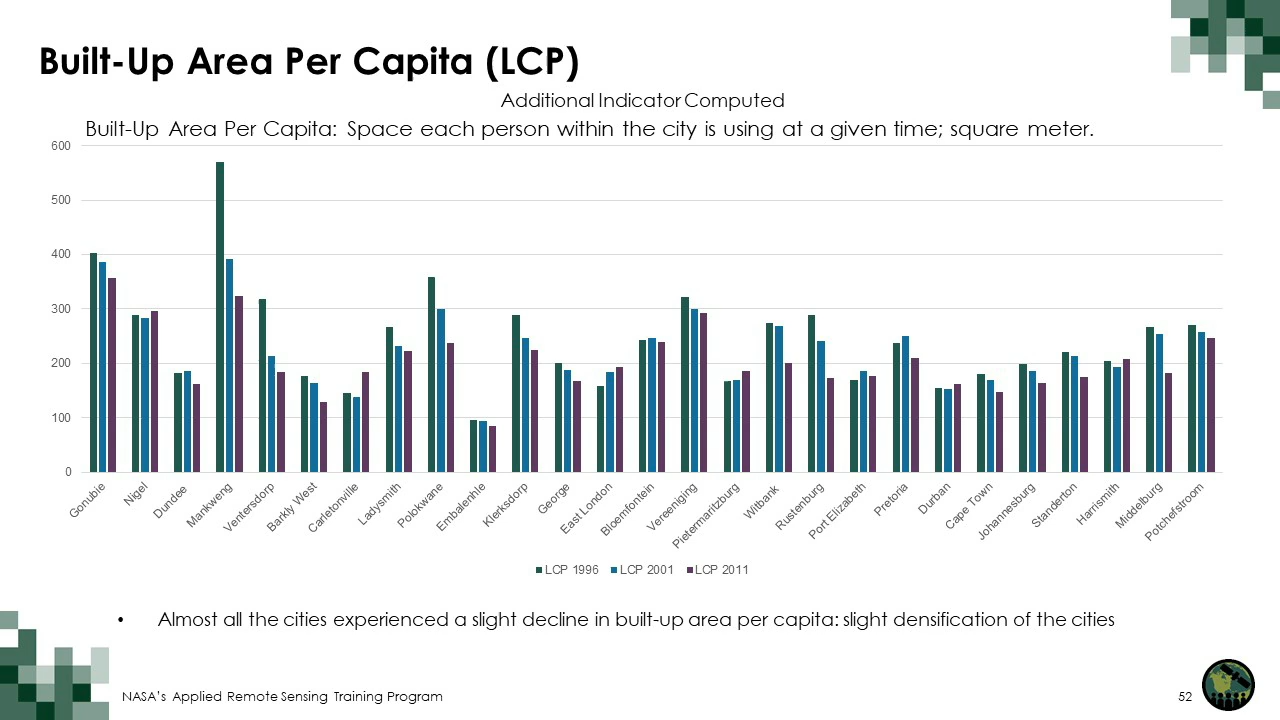 Built-Up Area Per Capita (LCP)
Additional Indicator Computed
Built-Up Area Per Capita: Space each person within the city is using at a given time; square meter.
600
500
400
300
200
100
0
Gonubie
Nigel
Dundee
Mankweng
Ventersdorp
Barkly West
Carletonville
Ladysmith
Polokwane
Embalenhle
Klerksdorp
George
East London
Bloemfontein
Vereeniging
Pietermaritzburg
Witbank
Rustenburg
Port Elizabeth
Pretoria
Durban
Cape Town
Johannesburg
Standerton
Harrismith
Middelburg
Potchefstroom
LCP 1996 LCP 2001 LCP 2011
• Almost all the cities experienced a slight decline in built-up area per capita: slight densification of the cities
NASA's Applied Remote Sensing Training Program
52